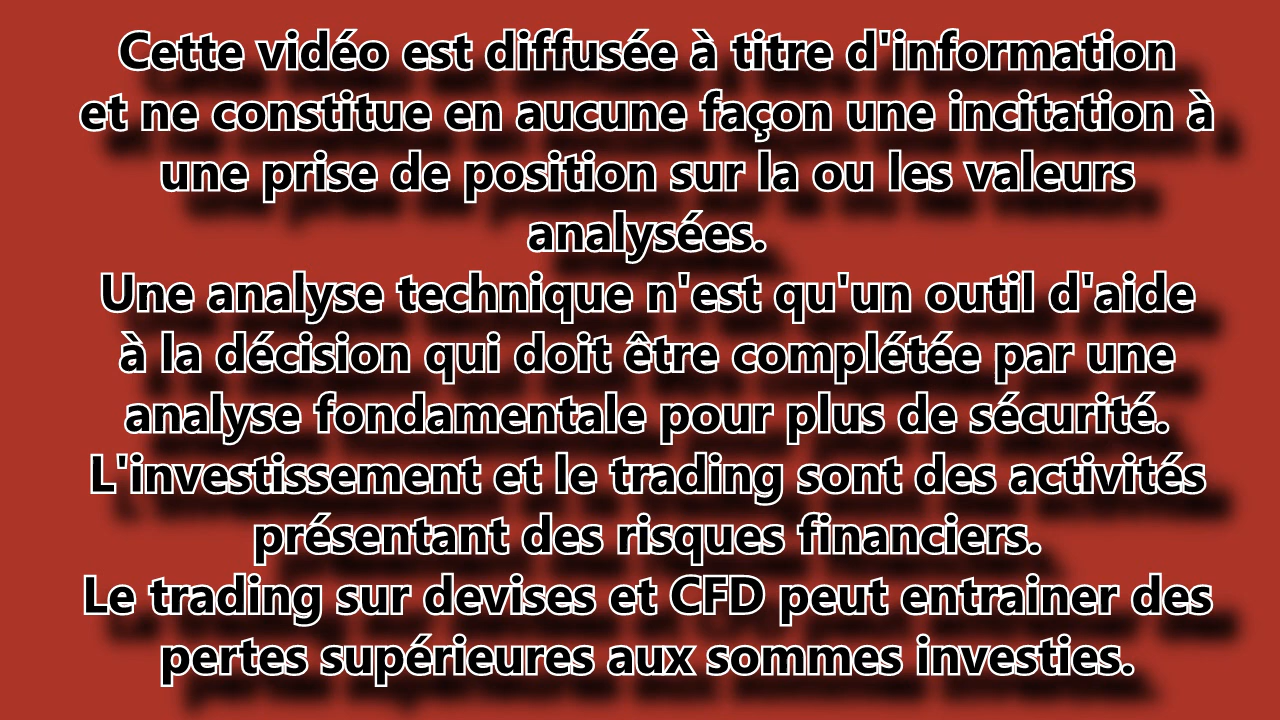 Cette vidéo est diffusée à titre d'information
et ne constitue en aucune façon une incitation à
une prise de position sur la ou les valeurs
analysées.
Une analyse technique n'est qu'un outil d'aide
à la décision qui doit être complétée par une
analyse fondamentale pour plus de sécurité.
L'investissement et le trading sont des activités
présentant des risques financiers.
Le trading sur devises et CFD peut entrainer des
pertes supérieures aux sommes investies.